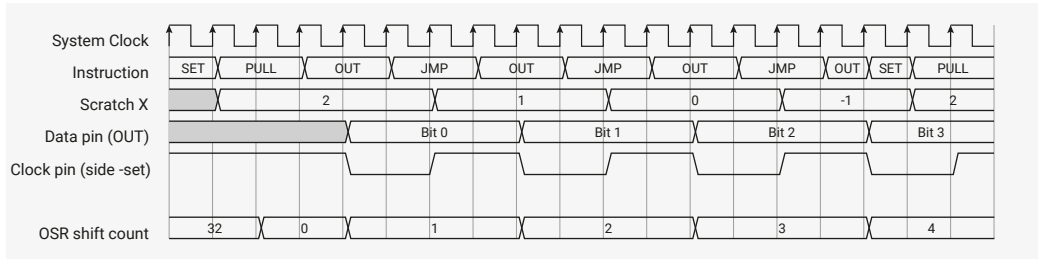 System Clock
Instruction SET PULL OUT JMP OUT JMP OUT JMP OUT SET PULL
Scratch X 2 1 0 -1 2
Data pin (OUT) Bit 0 Bit 1 Bit 2 Bit 3
Clock pin (side -set)
OSR shift count 32 0 1 2 3 4